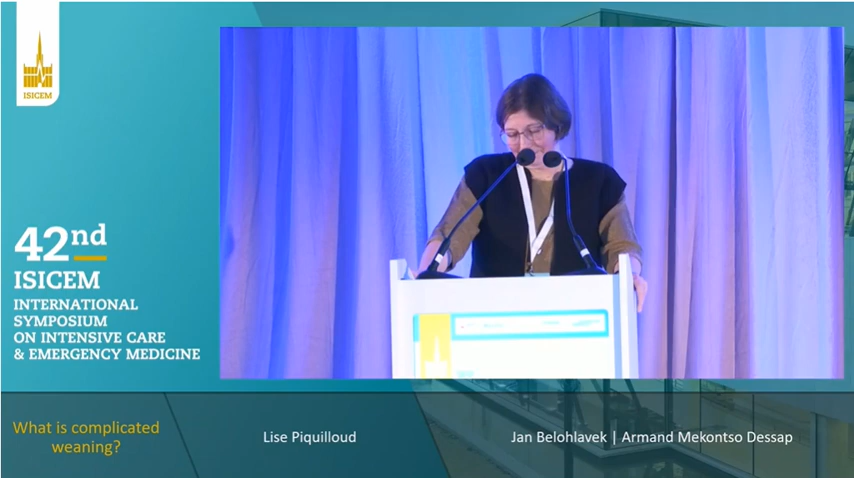 ISICEM
42nd
ISICEM
INTERNATIONAL
SYMPOSIUM
ON INTENSIVE CARE
& EMERGENCY MEDICINE
What is complicated
weaning?
Lise Piquilloud
Jan Belohlavek | Armand Mekontso Dessap